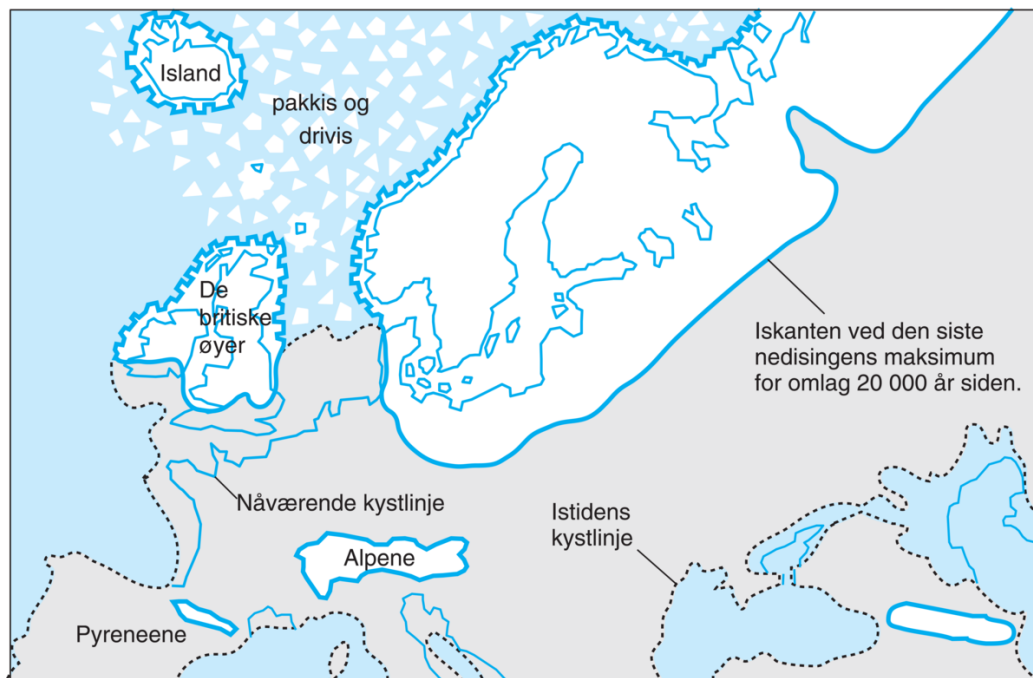 Island
pakkis og
drivis
De
britiske
øyer
Iskanten ved den siste
nedisingens maksimum
for omlag 20 000 år siden.
Nåværende kystlinje
Istidens
kystlinje
Alpene
Pyreneene